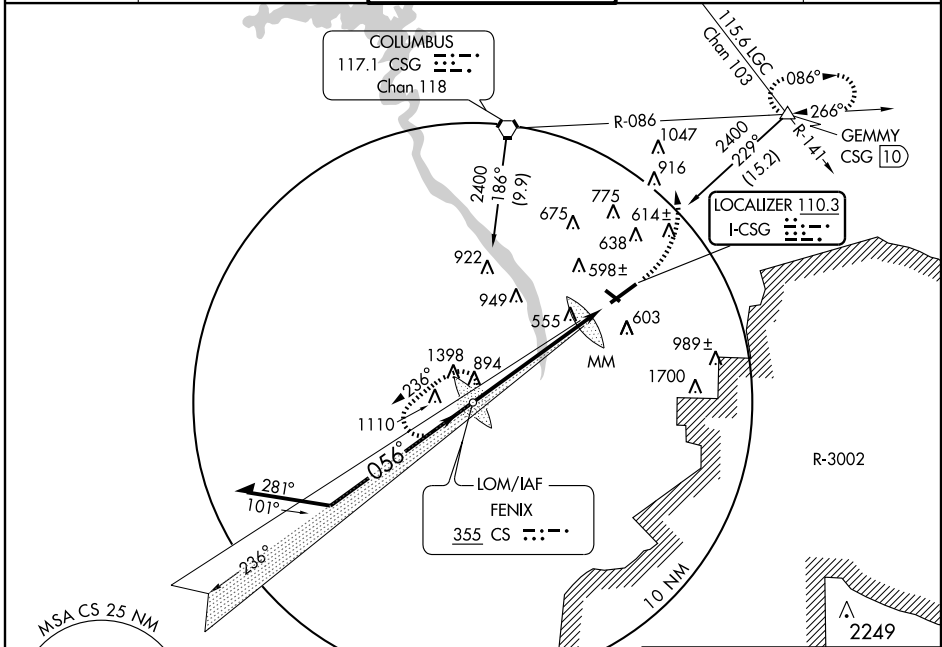 COLUMBUS
117.1 CSG
Chan 118
115.6 LGC
Chan 103
086°
266°
R-086
R-141
GEMMY
CSG 10
2400
229°
(15.2)
2400
186°
(9.9)
1047
916
775
675
614±
638
LOCALIZER 110.3
I-CSG
922
598±
949
555
603
MM
989±
1700
1398
894
236°
1110
056°
R-3002
281°
101°
LOM/IAF
FENIX
355 CS
236°
10 NM
MSA CS 25 NM
2249